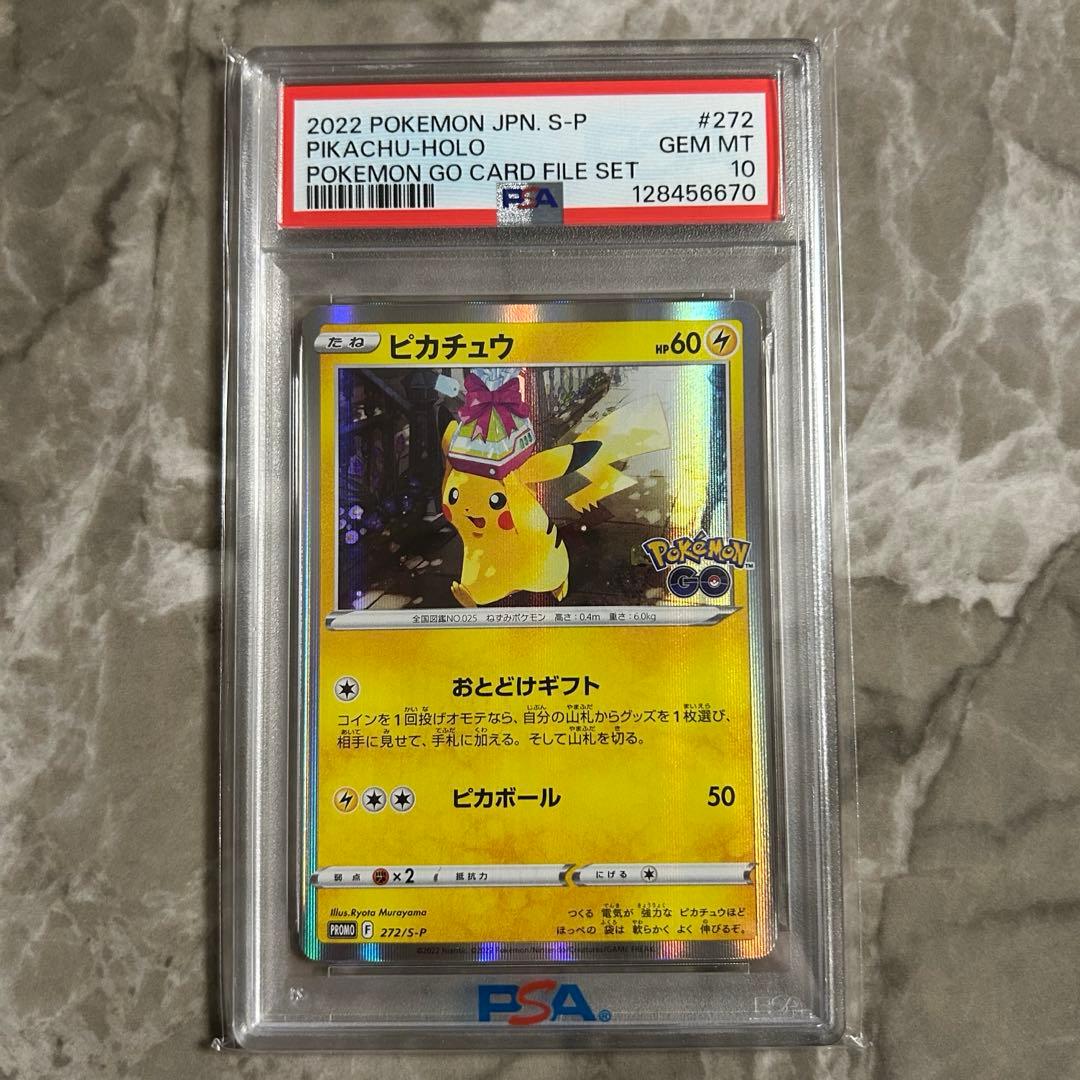 2022 POKEMON JPN. S-P #272
PIKACHU-HOLO GEM MT
POKEMON GO CARD FILE SET 10
PSA 128456670
たね ピカチュウ HP60
Pokémon GO
全国図鑑NO.025 ねずみポケモン 高さ:0.4m 重さ:6.0kg
おとどけギフト
コインを1回投げオモテなら、自分の山札からグッズを1枚選び、
相手に見せて、手札に加える。そして山札を切る。
ピカボール 50
弱点 ×2 抵抗力 にげる
Illus.Ryota Murayama
つくる 電気が 強力な ピカチュウほど
ほっぺの 袋は 軟らかく よく 伸びるぞ。
PROMO F 272/S-P
©2022 Niantic. ©2022 Pokémon/Nintendo/Creatures/GAME FREAK.
PSA®